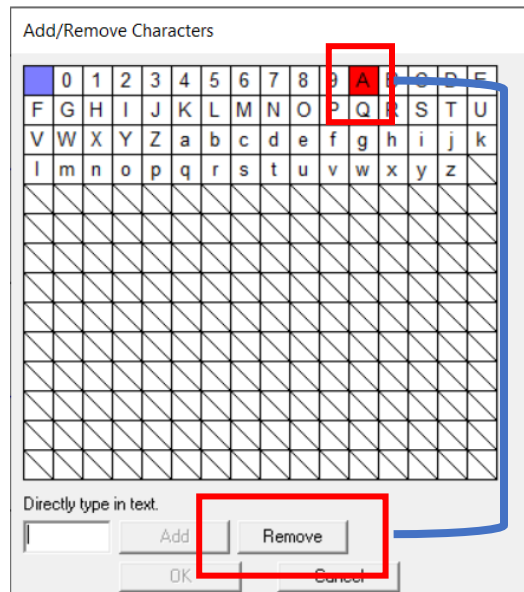 Add/Remove Characters
0 1 2 3 4 5 6 7 8 9 A B C D E
F G H I J K L M N O P Q R S T U
V W X Y Z a b c d e f g h i j k
l m n o p q r s t u v w x y z
Directly type in text.
Add Remove
OK Cancel